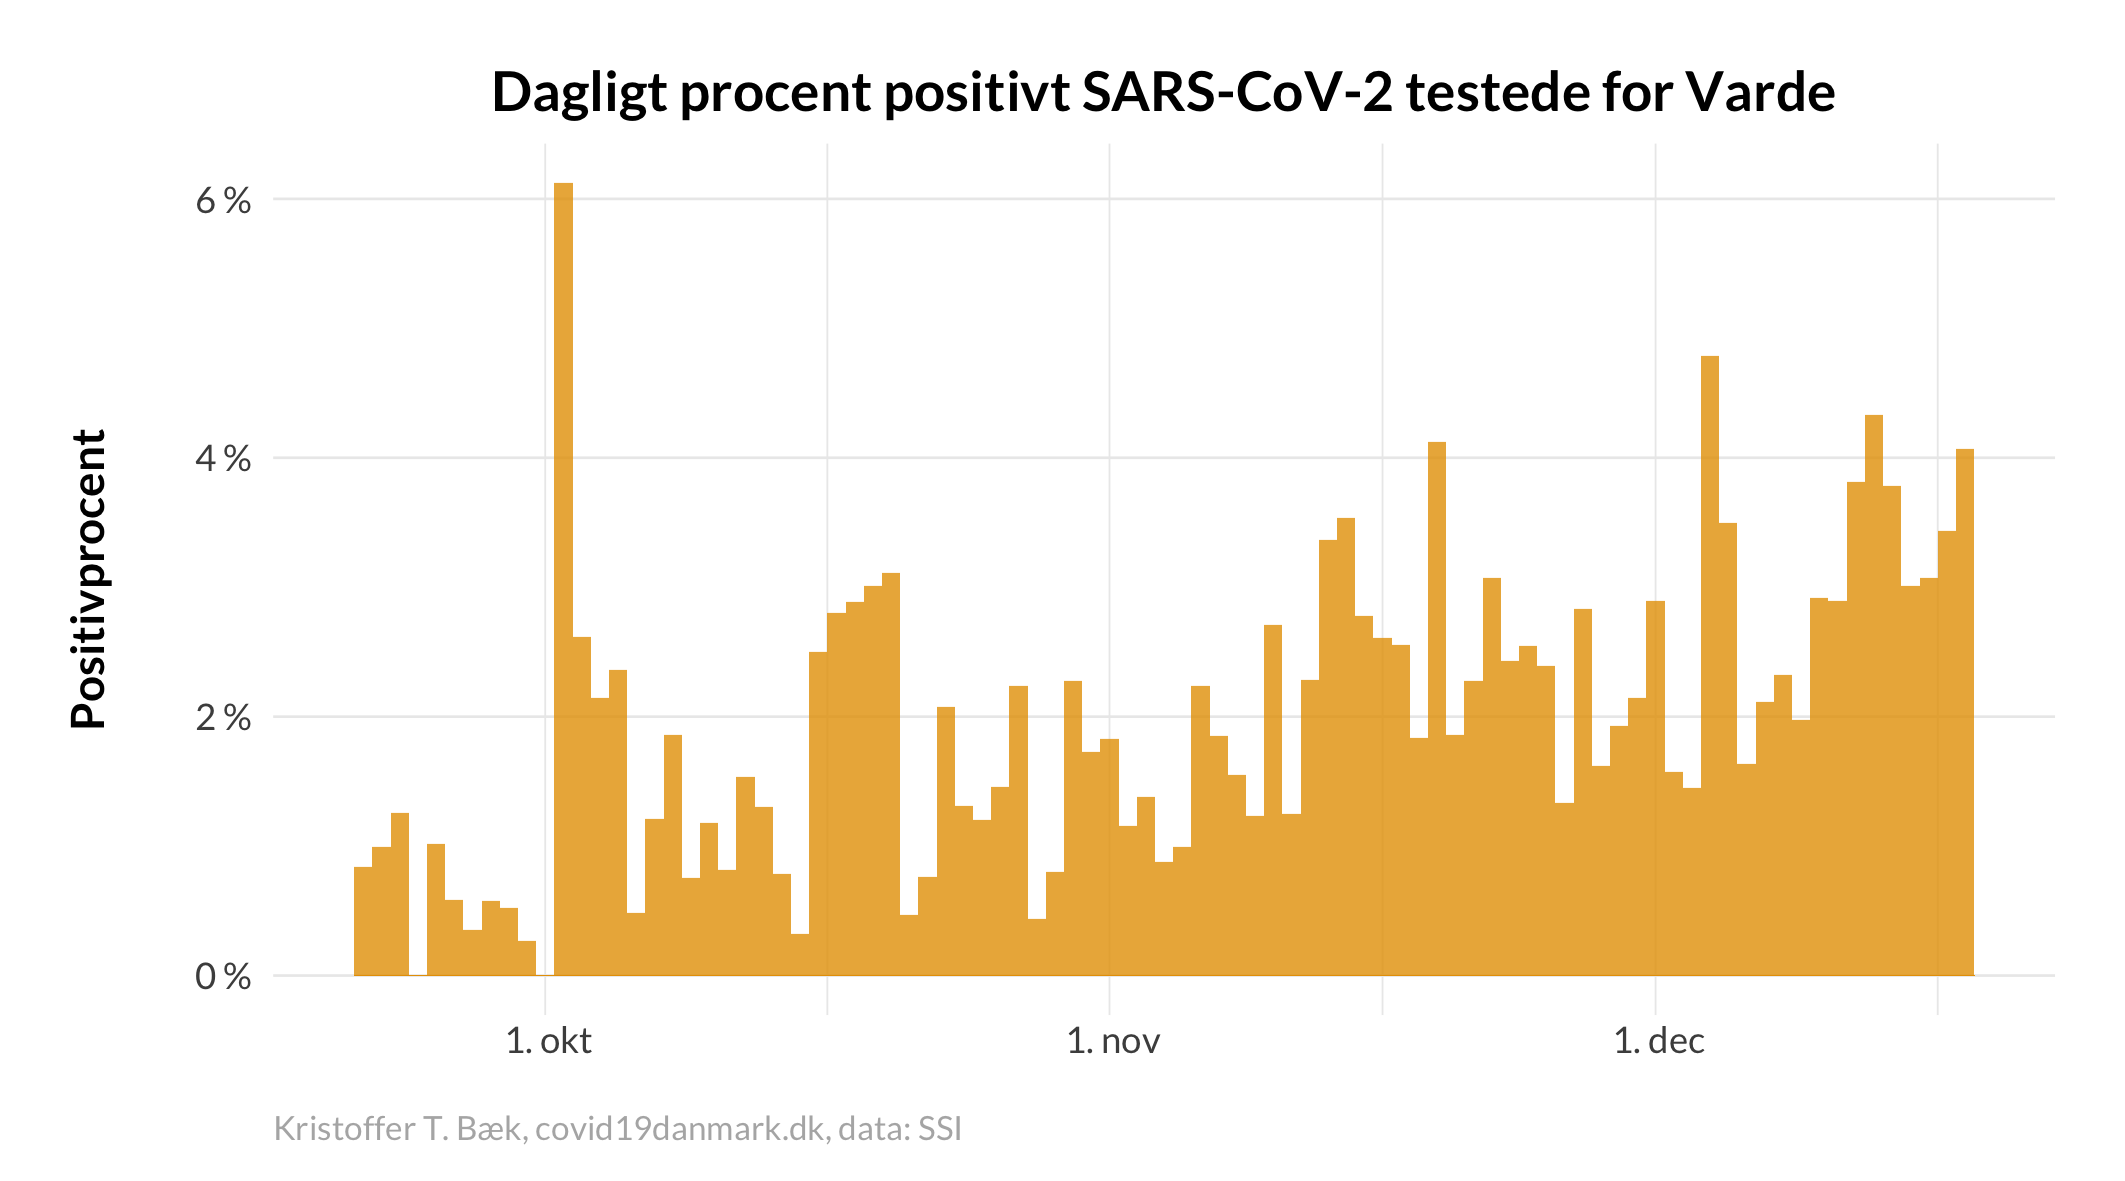 Dagligt procent positivt SARS-CoV-2 testede for Varde
Positivprocent
6 %
4 %
2 %
0 %
1. okt
1. nov
1. dec
Kristoffer T. Bæk, covid19danmark.dk, data: SSI